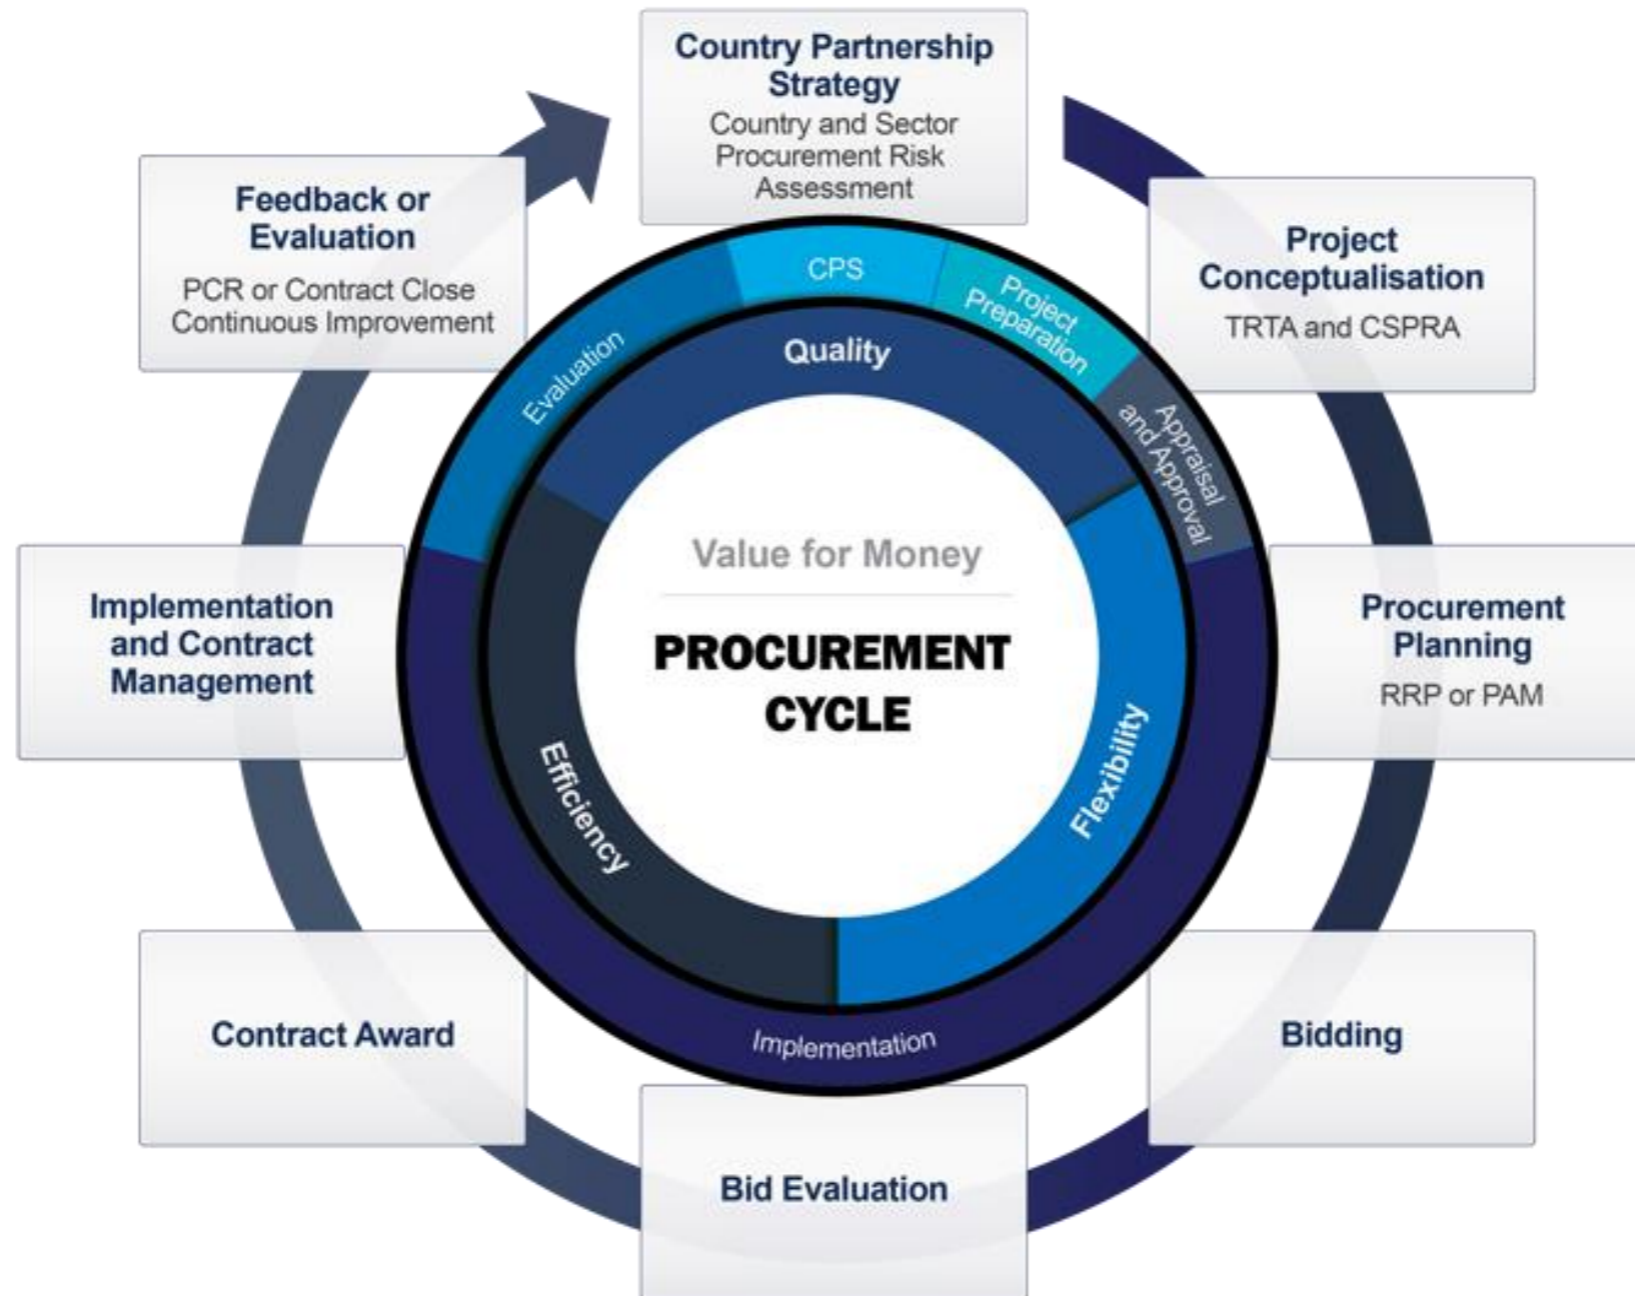 Country Partnership
Strategy
Country and Sector
Procurement Risk
Assessment
Project
Conceptualisation
TRTA and CSPRA
Procurement
Planning
RRP or PAM
Bidding
Bid Evaluation
Contract Award
Implementation
and Contract
Management
Feedback or
Evaluation
PCR or Contract Close
Continuous Improvement
CPS
Project
Preparation
Appraisal
and Approval
Implementation
Evaluation
Quality
Flexibility
Efficiency
Value for Money
PROCUREMENT
CYCLE